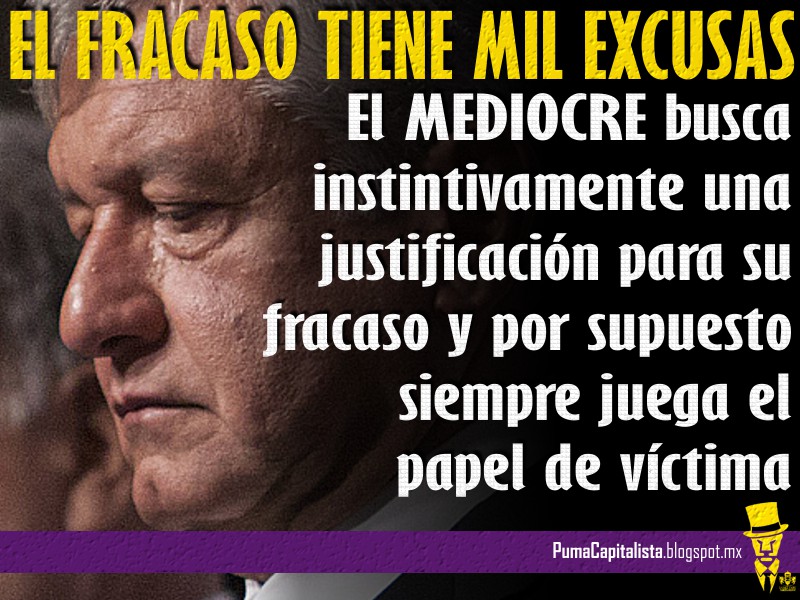 EL FRACASO TIENE MIL EXCUSAS
El MEDIOCRE busca
instintivamente una
justificación para su
fracaso y por supuesto
siempre juega el
papel de víctima
PumaCapitalista.blogspot.mx